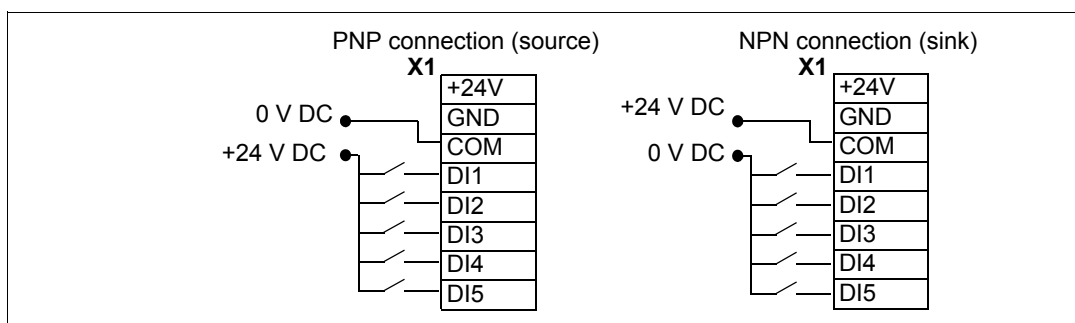 PNP connection (source)
X1
+24V
GND
COM
DI1
DI2
DI3
DI4
DI5
0 V DC
+24 V DC
NPN connection (sink)
X1
+24V
GND
COM
DI1
DI2
DI3
DI4
DI5
+24 V DC
0 V DC